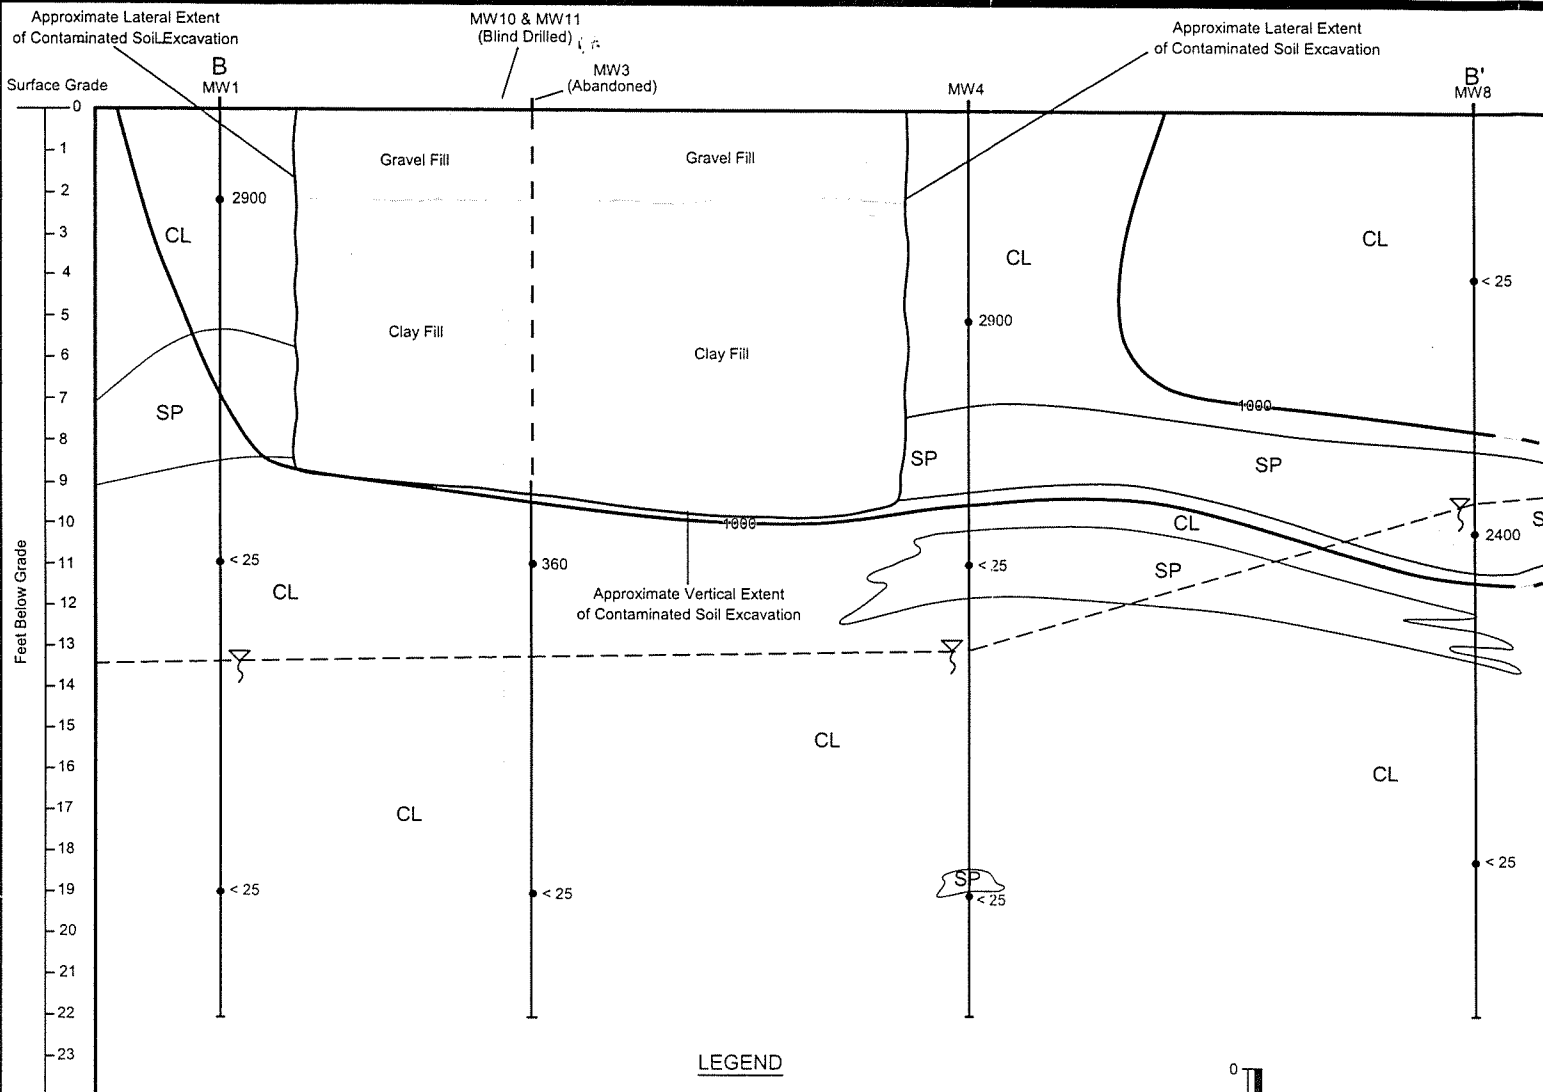 Approximate Lateral Extent
of Contaminated Soil Excavation
MW10 & MW11
(Blind Drilled)
MW3
(Abandoned)
Approximate Lateral Extent
of Contaminated Soil Excavation
B
MW1
MW4
B'
MW8
Surface Grade
0
1
2
3
4
5
6
7
8
9
10
11
12
13
14
15
16
17
18
19
20
21
22
23
Feet Below Grade
Gravel Fill
Gravel Fill
2900
CL
CL
CL
< 25
2900
Clay Fill
Clay Fill
SP
1000
SP
SP
1000
CL
2400
S
< 25
360
< 25
SP
CL
Approximate Vertical Extent
of Contaminated Soil Excavation
CL
CL
CL
< 25
SP
< 25
< 25
< 25
LEGEND
0